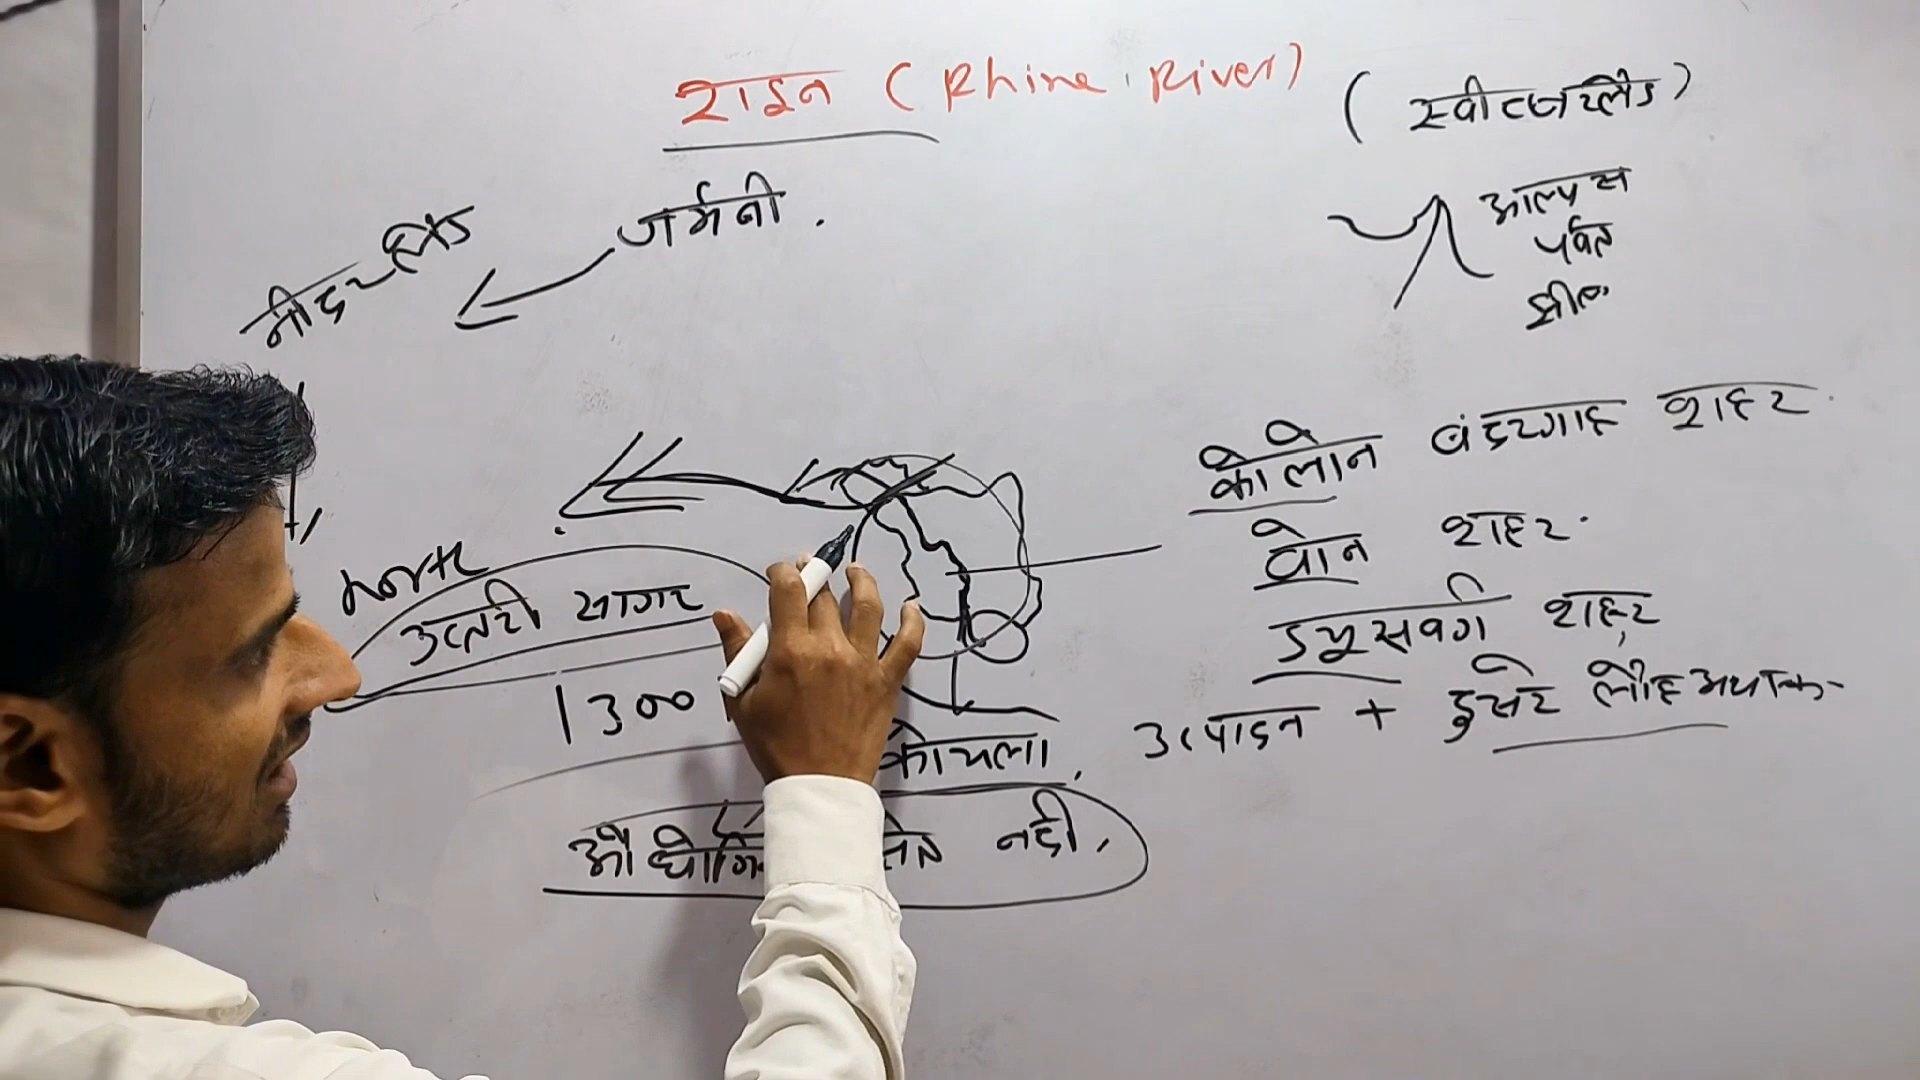 राइन (Rhine River)
(स्वीटजरलैंड)
आल्पस
पर्वत
झील
जर्मनी.
नीदरलैंड
कोलोन बंदरगाह शहर
बोन शहर
ड्यूसवर्ग शहर
उत्पादन + दुसरे लौह अयस्क
north
उत्तरी सागर
1300
कोयला,
नदी,